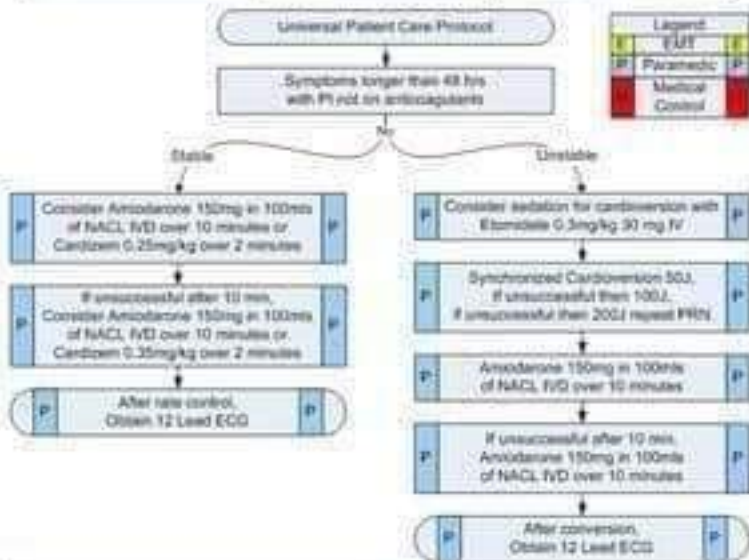 Universal Patient Care Protocol
Legend
E EMT E
P Paramedic P
Medical
Control
Symptoms longer than 48 hrs
with Pt not on anticoagulants
No
Stable
Unstable
P Consider Amiodarone 150mg in 100mls P
of NACL IVD over 10 minutes or
Cardizem 0.25mg/kg over 2 minutes
P If unsuccessful after 10 min, P
Consider Amiodarone 150mg in 100mls
of NACL IVD over 10 minutes or
Cardizem 0.35mg/kg over 2 minutes
P After rate control, P
Obtain 12 Lead ECG
P Consider sedation for cardioversion with P
Etomidate 0.3mg/kg 30 mg IV
P Synchronized Cardioversion 50J, P
If unsuccessful then 100J,
If unsuccessful then 200J repeat PRN
P Amiodarone 150mg in 100mls P
of NACL IVD over 10 minutes
P If unsuccessful after 10 min, P
Amiodarone 150mg in 100mls
of NACL IVD over 10 minutes
P After conversion, P
Obtain 12 Lead ECG